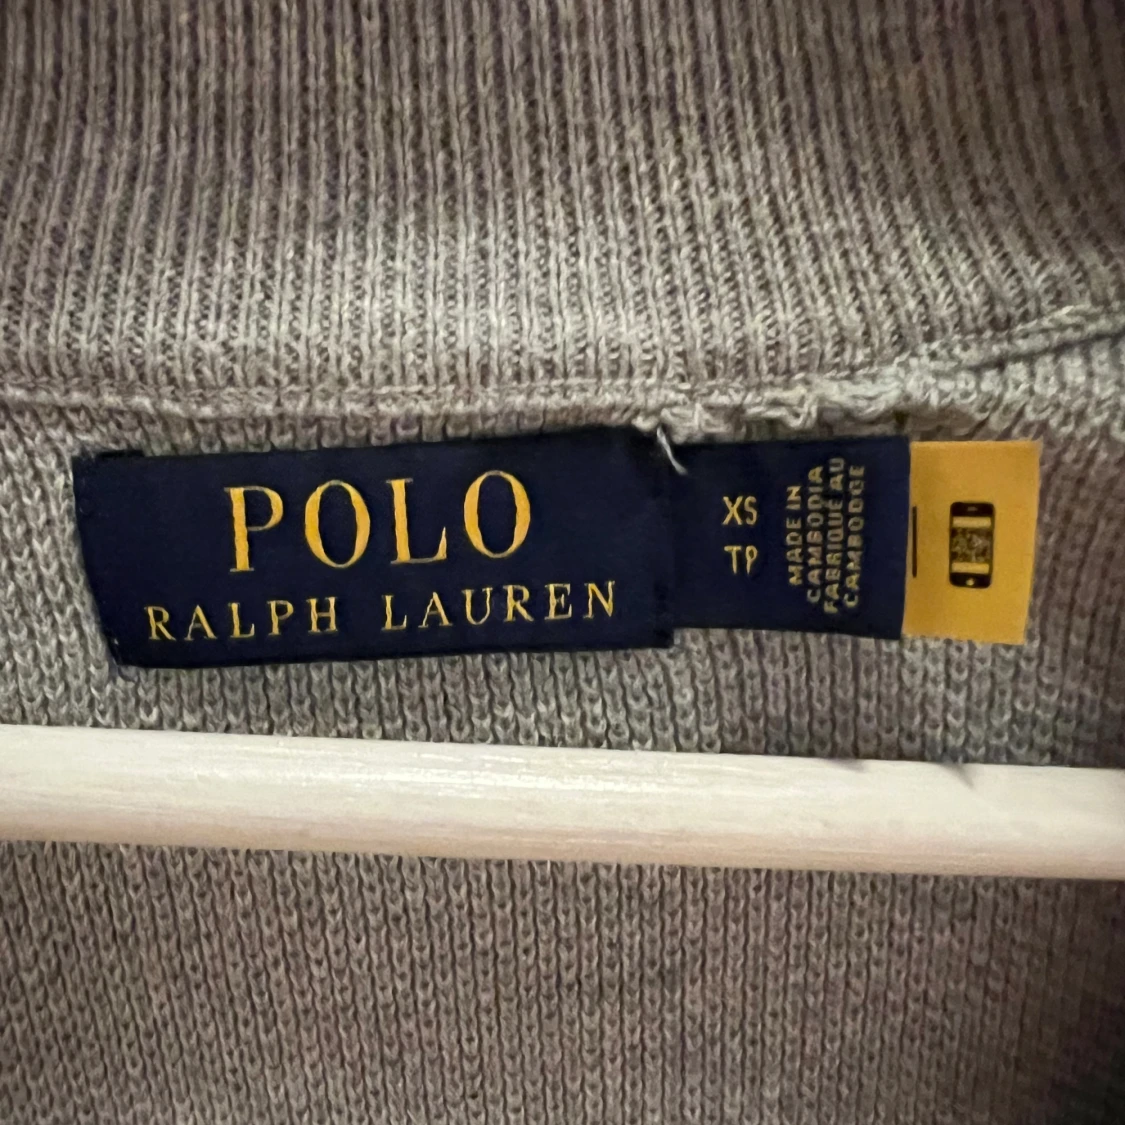 POLO
RALPH LAUREN
XS
TP
MADE IN
CAMBODIA
FABRIQUÉ AU
CAMBODGE